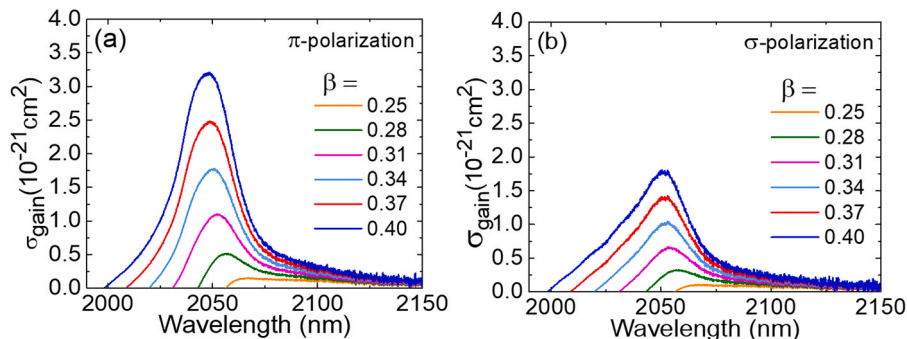 (a)
π-polarization
β =
0.25
0.28
0.31
0.34
0.37
0.40
σgain(10⁻²¹cm²)
4.0
3.5
3.0
2.5
2.0
1.5
1.0
0.5
0.0
2000 2050 2100 2150
Wavelength (nm)
(b)
σ-polarization
β =
0.25
0.28
0.31
0.34
0.37
0.40
σgain(10⁻²¹cm²)
4.0
3.5
3.0
2.5
2.0
1.5
1.0
0.5
0.0
2000 2050 2100 2150
Wavelength (nm)